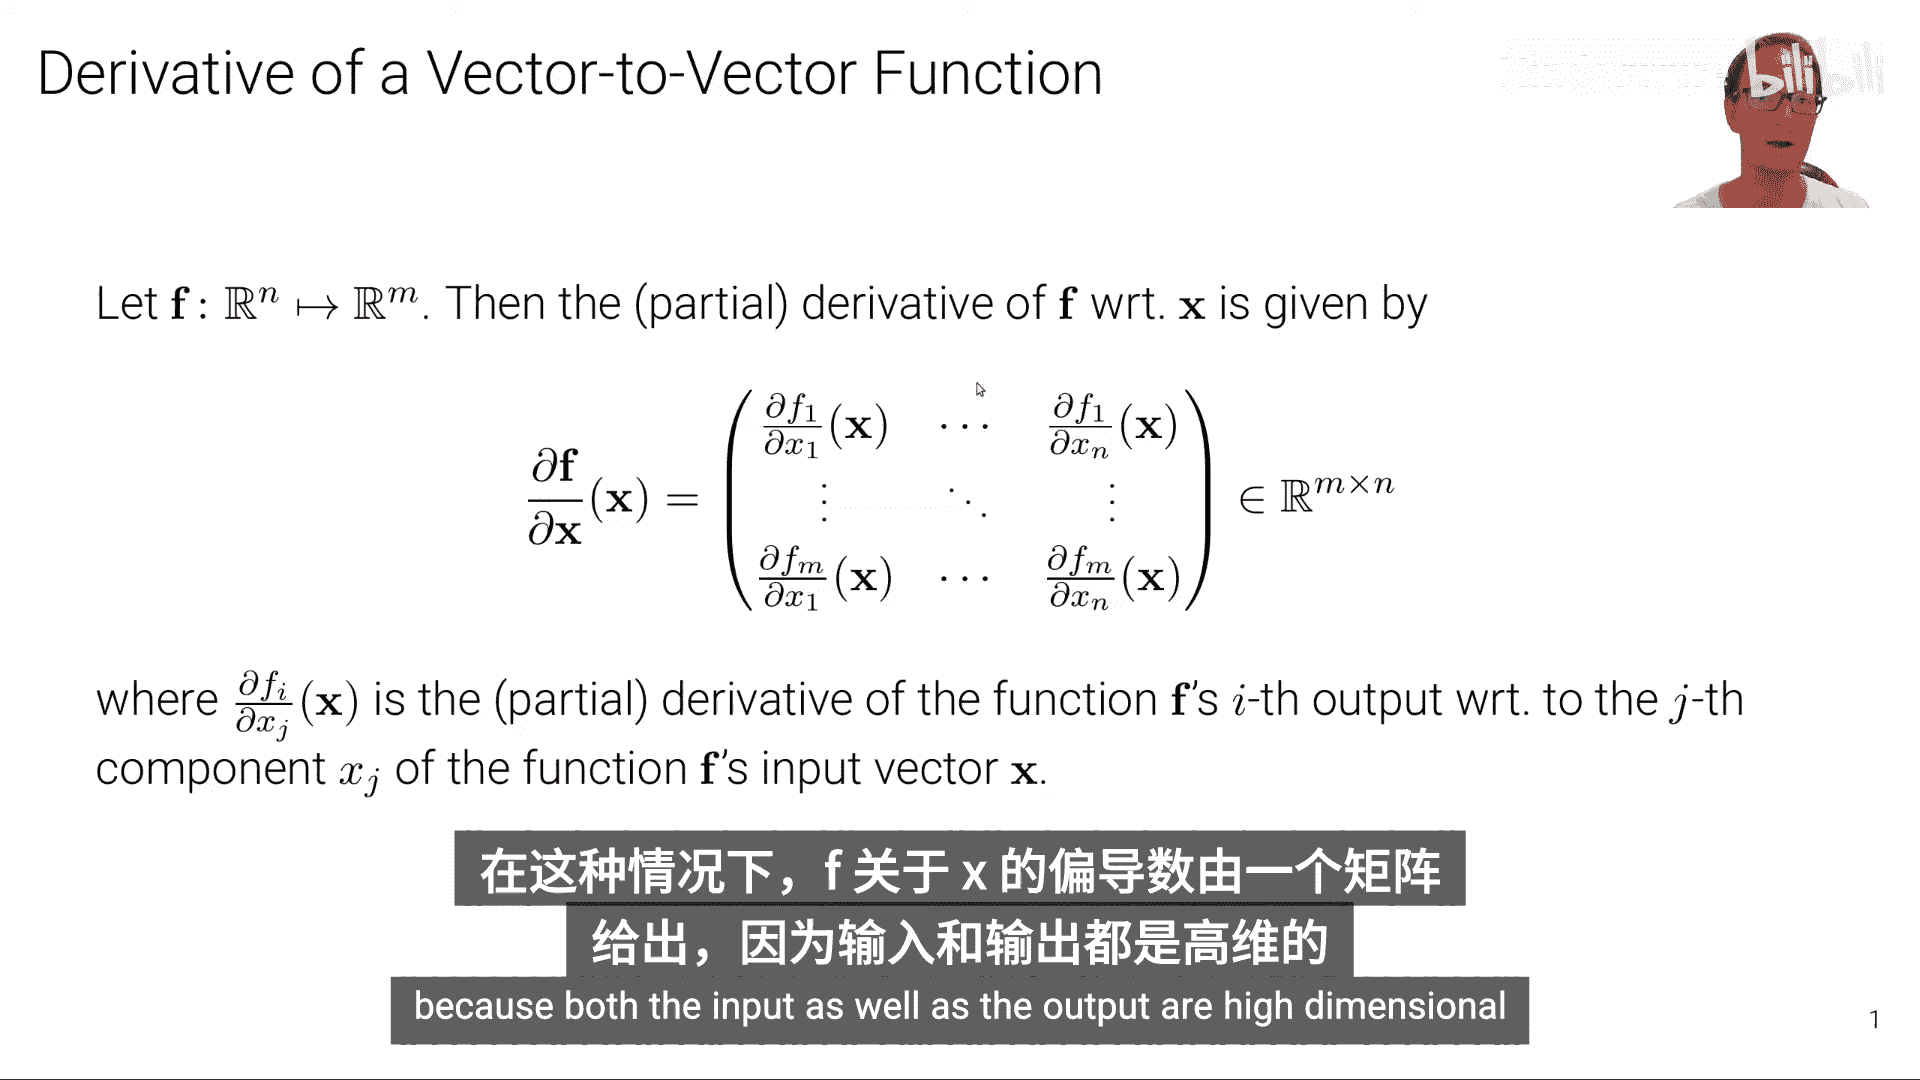 Derivative of a Vector-to-Vector Function
bilibili
Let f : ℝⁿ ↦ ℝᵐ. Then the (partial) derivative of f wrt. x is given by
∂f/∂x (x) = ( ∂f₁/∂x₁ (x) ⋯ ∂f₁/∂xₙ (x)
⋮ ⋱ ⋮
∂fₘ/∂x₁ (x) ⋯ ∂fₘ/∂xₙ (x) ) ∈ ℝᵐˣⁿ
where ∂fᵢ/∂xⱼ (x) is the (partial) derivative of the function f’s i-th output wrt. to the j-th
component xⱼ of the function f’s input vector x.
在这种情况下，f 关于 x 的偏导数由一个矩阵
给出，因为输入和输出都是高维的
because both the input as well as the output are high dimensional
1